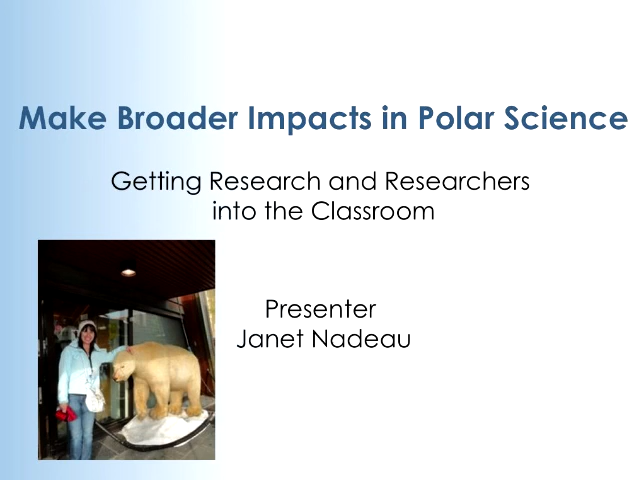 Make Broader Impacts in Polar Science
Getting Research and Researchers
into the Classroom
Presenter
Janet Nadeau